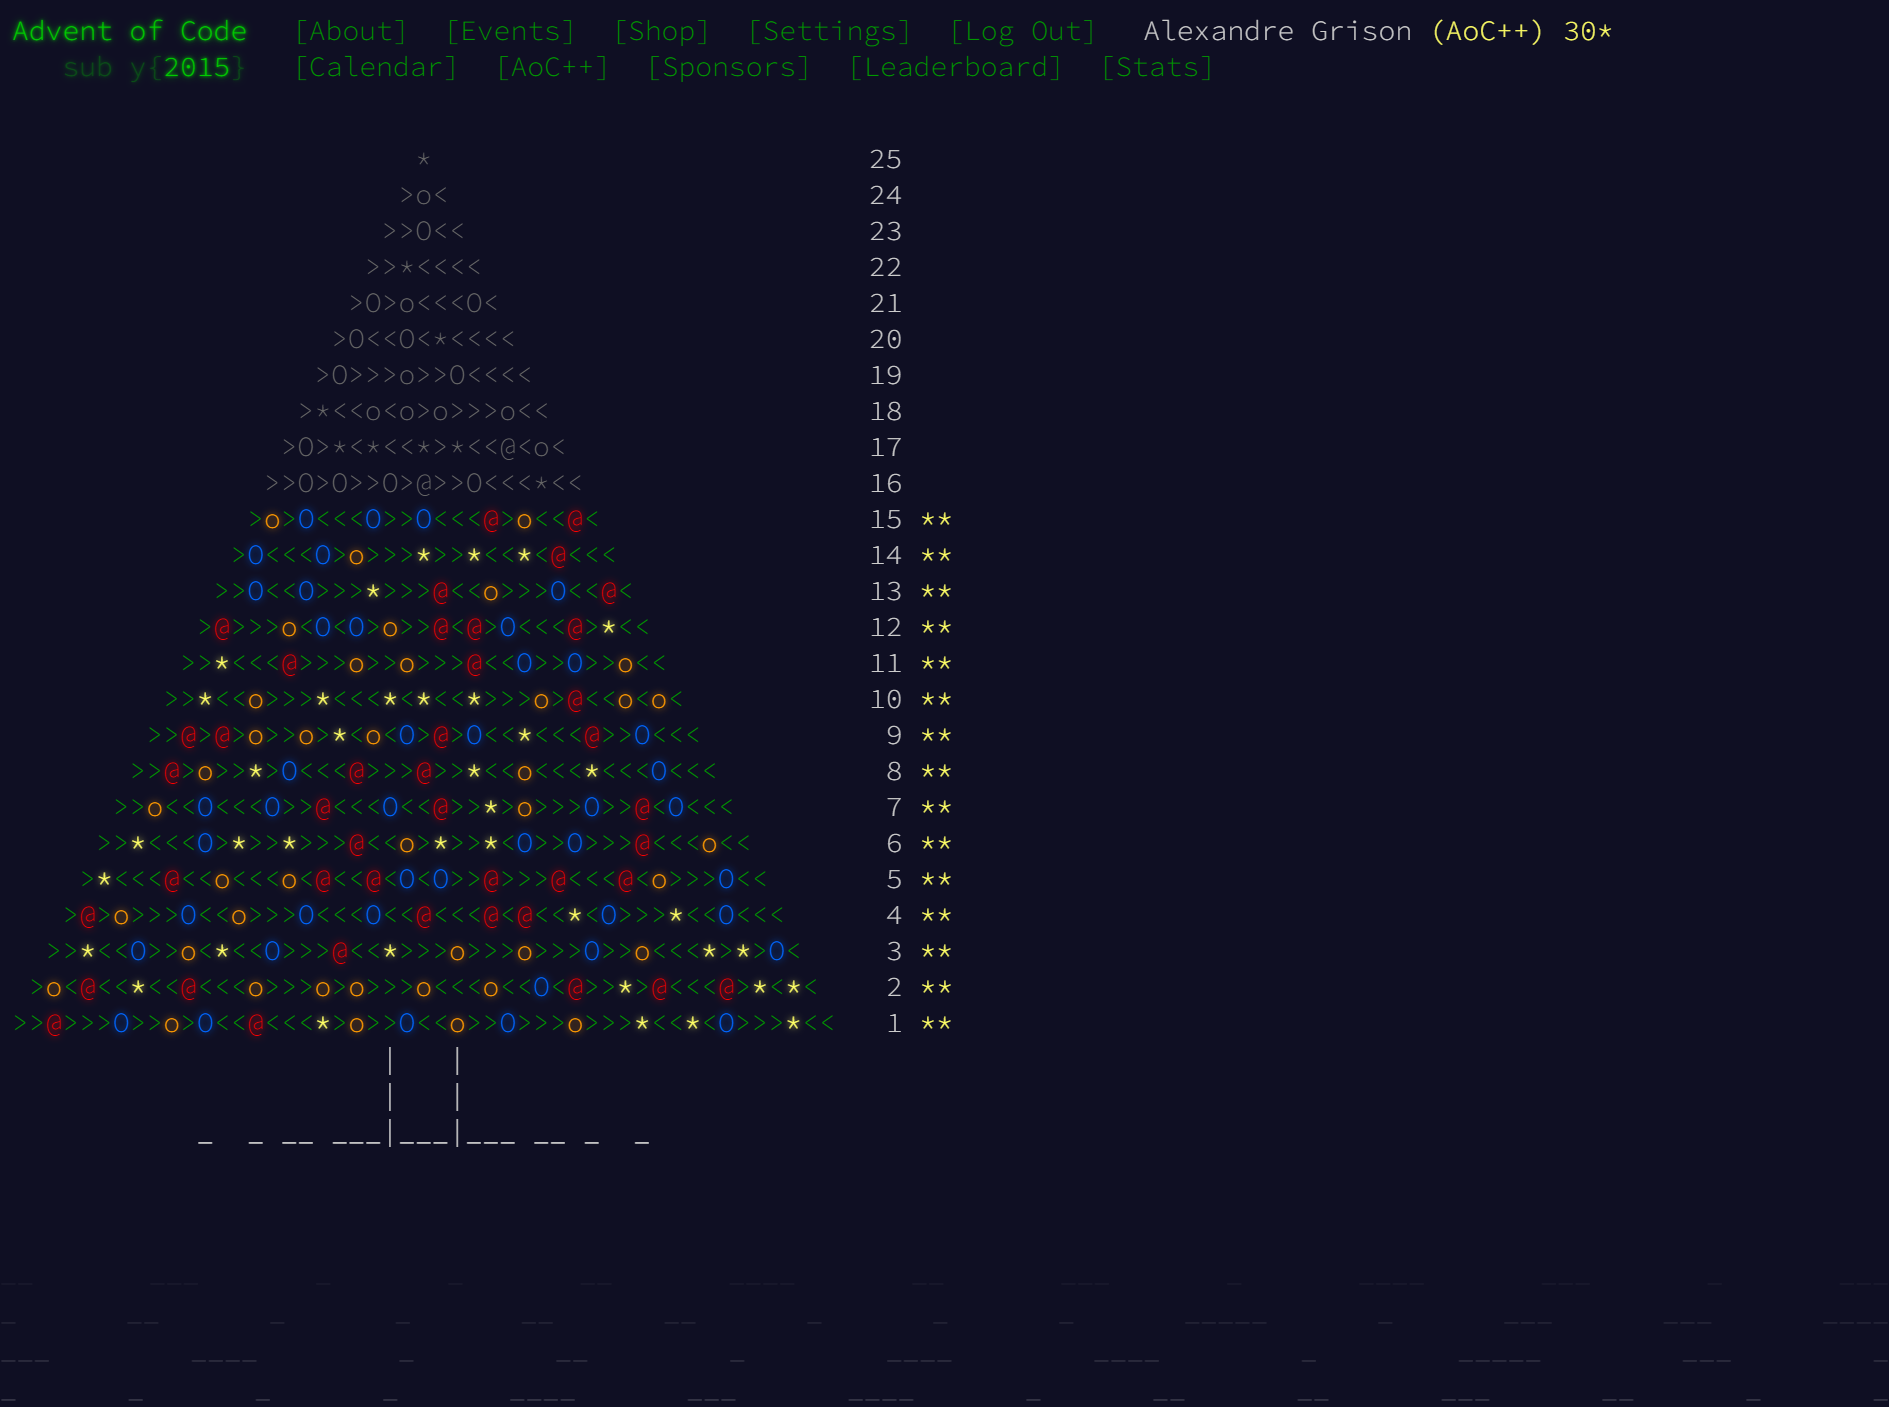 Advent of Code [About] [Events] [Shop] [Settings] [Log Out] Alexandre Grison (AoC++) 30*
sub y{2015} [Calendar] [AoC++] [Sponsors] [Leaderboard] [Stats]
* 25
>o< 24
>>O<< 23
>>*<<<< 22
>O>o<<<O< 21
>O<<O<*<<<< 20
>O>>>o>>O<<<< 19
>*<<o<o>o>>>o<< 18
>O>*<*<<*>*<<@<o< 17
>>O>O>>O>@>>O<<<*<< 16
>o>O<<<O>>O<<<@>o<<@< 15 **
>O<<<O>o>>>*>>*<<*<@<<< 14 **
>>O<<O>>>*>>>@<<o>>>O<<@< 13 **
>@>>>o<O<O>o>>@<@>O<<<@>*<< 12 **
>>*<<<@>>>o>>o>>>@<<O>>O>>o<< 11 **
>>*<<o>>>*<<<*<*<<*>>>o>@<<o<o< 10 **
>>@>@>o>>o>*<o<O>@>O<<*<<<@>>O<<< 9 **
>>@>o>>*>O<<<@>>>@>>*<<o<<<*<<<O<<< 8 **
>>o<<O<<<O>>@<<<O<<@>>*>o>>>O>>@<O<<< 7 **
>>*<<<O>*>>*>>>@<<o>*>>*<O>>O>>>@<<<o<< 6 **
>*<<<@<<o<<<o<@<<@<O<O>>@>>>@<<<@<o>>>O<< 5 **
>@>o>>>O<<o>>>O<<<O<<@<<<@<@<<*<O>>>*<<O<<< 4 **
>>*<<O>>o<*<<O>>>@<<*>>>o>>>o>>>O>>o<<<*>*>O< 3 **
>o<@<<*<<@<<<o>>>o>o>>>o<<<o<<O<@>>*>@<<<@>*<*< 2 **
>>@>>>O>>o>O<<@<<<*>o>>O<<o>>O>>>o>>>*<<*<O>>>*<< 1 **
| |
| |
_ _ __ ___|___|___ __ _ _